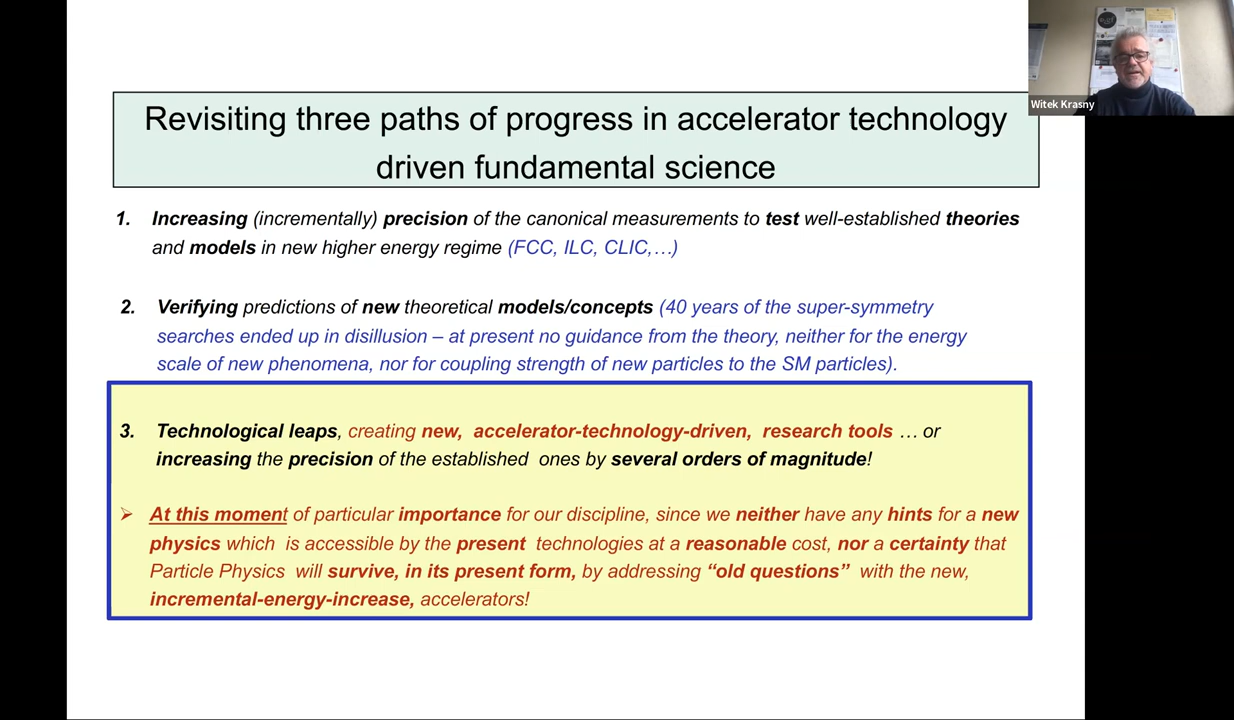 Witek Krasny
Revisiting three paths of progress in accelerator technology
driven fundamental science
1. Increasing (incrementally) precision of the canonical measurements to test well-established theories
and models in new higher energy regime (FCC, ILC, CLIC,…)
2. Verifying predictions of new theoretical models/concepts (40 years of the super-symmetry
searches ended up in disillusion – at present no guidance from the theory, neither for the energy
scale of new phenomena, nor for coupling strength of new particles to the SM particles).
3. Technological leaps, creating new, accelerator-technology-driven, research tools … or
increasing the precision of the established ones by several orders of magnitude!
➢ At this moment of particular importance for our discipline, since we neither have any hints for a new
physics which is accessible by the present technologies at a reasonable cost, nor a certainty that
Particle Physics will survive, in its present form, by addressing “old questions” with the new,
incremental-energy-increase, accelerators!